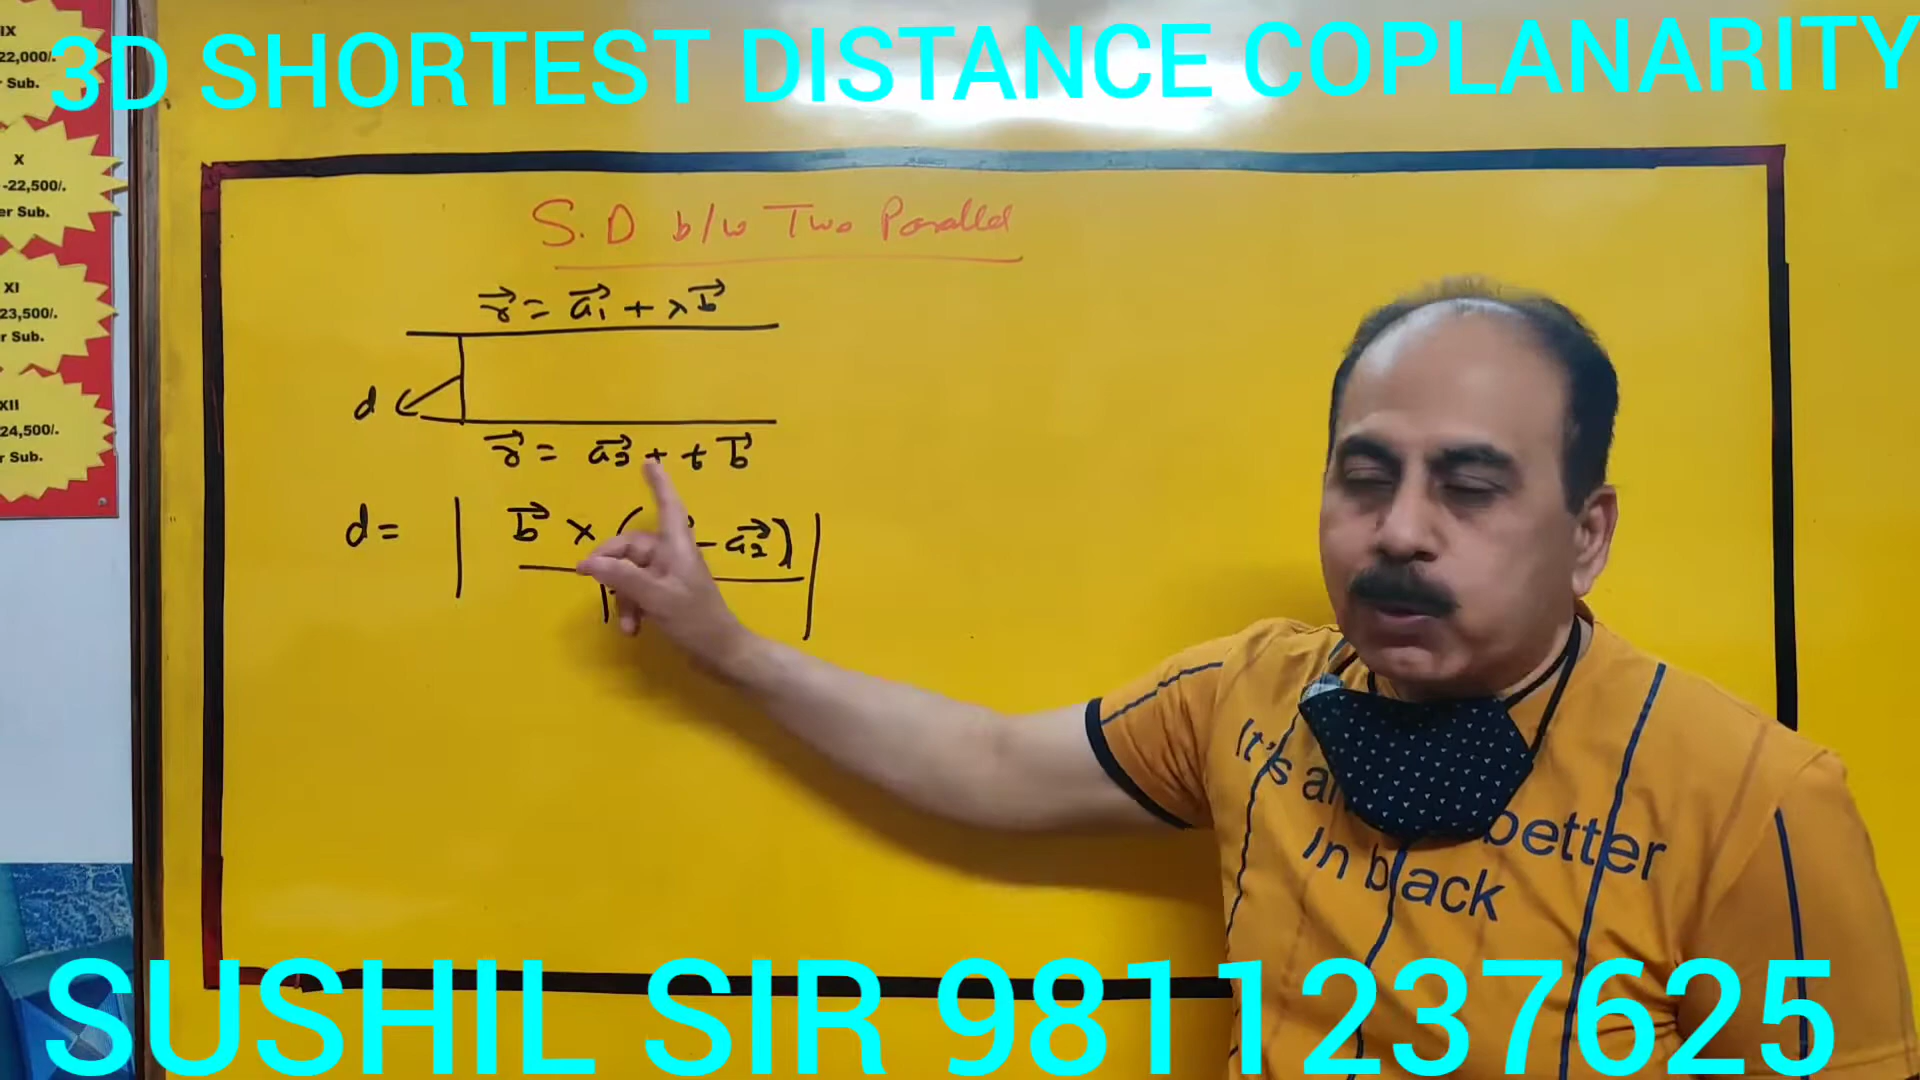 3D SHORTEST DISTANCE COPLANARITY
IX
22,000/.
Sub.
X
-22,500/.
er Sub.
XI
23,500/.
r Sub.
XII
24,500/.
r Sub.
S.D b/w Two Parallel
r⃗ = a⃗₁ + λb⃗
d
r⃗ = a⃗₂ + t b⃗
d = | b⃗ × ( - a⃗₂) |
It's
better
In black
SUSHIL SIR 9811237625